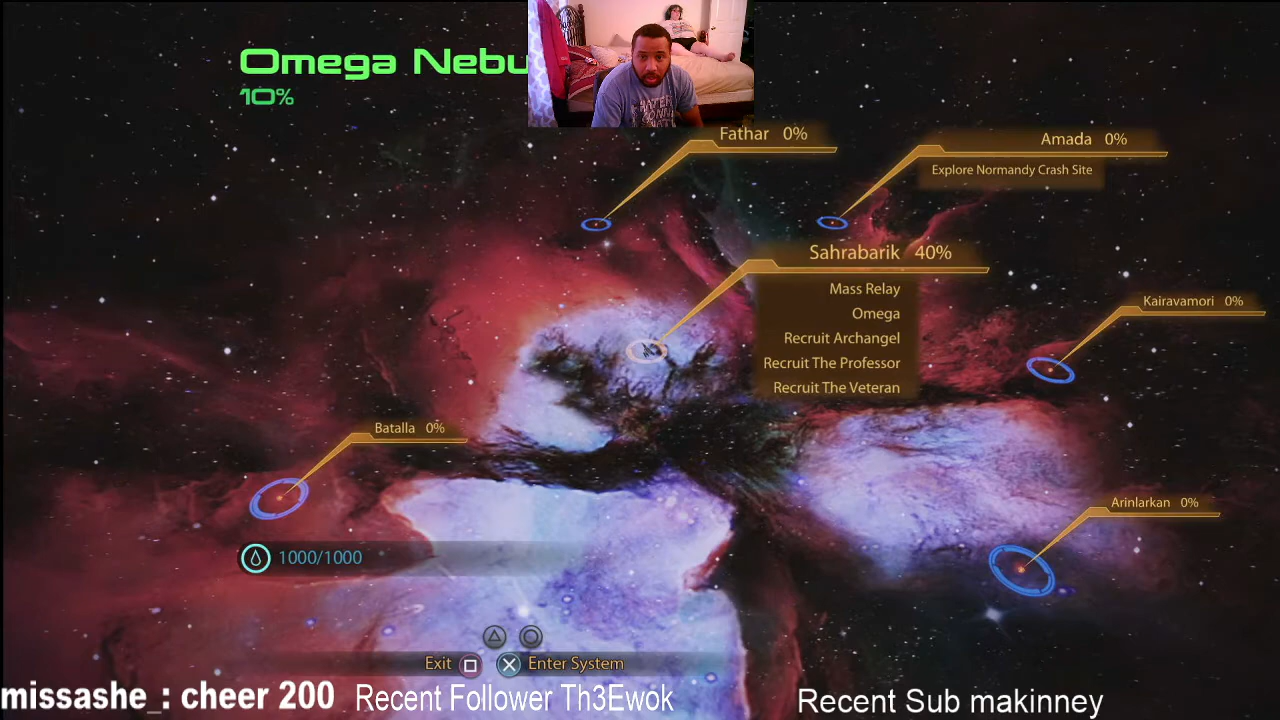 Omega Nebu
10%
Fathar 0%
Amada 0%
Explore Normandy Crash Site
Sahrabarik 40%
Mass Relay
Omega
Recruit Archangel
Recruit The Professor
Recruit The Veteran
Kairavamori 0%
Batalla 0%
Arinlarkan 0%
1000/1000
Exit Enter System
missashe_: cheer 200 Recent Follower Th3Ewok Recent Sub makinney